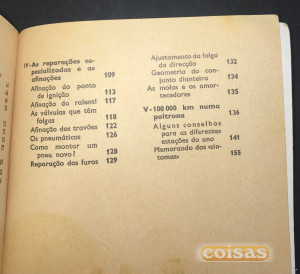 IV-As reparações es-
pecializadas e as
afinações 109
Afinação do ponto
de ignição 113
Afinação do ralenti 117
As válvulas que têm
folgas 118
Afinação dos travões 122
Os pneumáticos 126
Como montar um
pneu novo? 128
Reparação dos furos 129
Ajustamento da folga
da direcção 132
Geometria do con-
junto dianteiro 134
As molas e os amor-
tecedores 135
V-100 000 km numa
poltrona 136
Alguns conselhos
para as diferentes
estações do ano 141
Memorando dos «sin-
tomas» 155
coisas